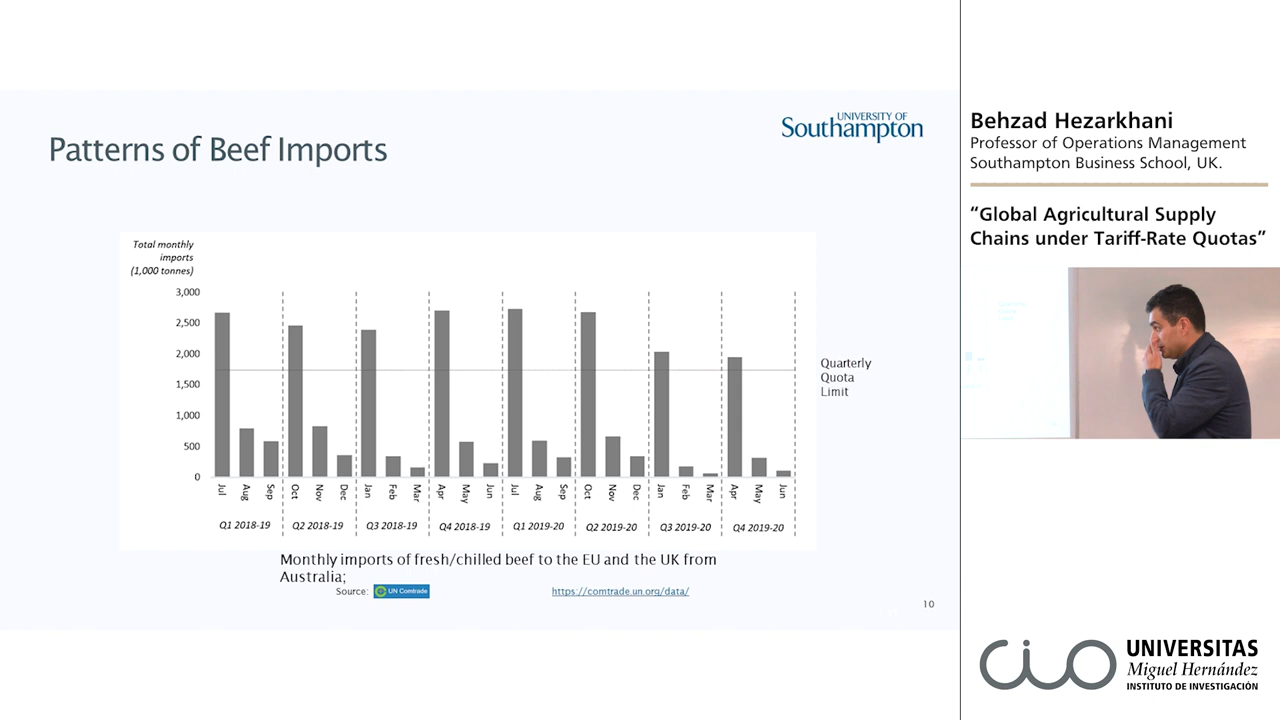 Patterns of Beef Imports
UNIVERSITY OF
Southampton
Total monthly
imports
(1,000 tonnes)
3,000
2,500
2,000
1,500
1,000
500
0
Jul
Aug
Sep
Oct
Nov
Dec
Jan
Feb
Mar
Apr
May
Jun
Jul
Aug
Sep
Oct
Nov
Dec
Jan
Feb
Mar
Apr
May
Jun
Q1 2018-19
Q2 2018-19
Q3 2018-19
Q4 2018-19
Q1 2019-20
Q2 2019-20
Q3 2019-20
Q4 2019-20
Quarterly
Quota
Limit
Monthly imports of fresh/chilled beef to the EU and the UK from
Australia;
Source:
UN Comtrade
https://comtrade.un.org/data/
10
Behzad Hezarkhani
Professor of Operations Management
Southampton Business School, UK.
“Global Agricultural Supply
Chains under Tariff-Rate Quotas”
cio
UNIVERSITAS
Miguel Hernández
INSTITUTO DE INVESTIGACIÓN